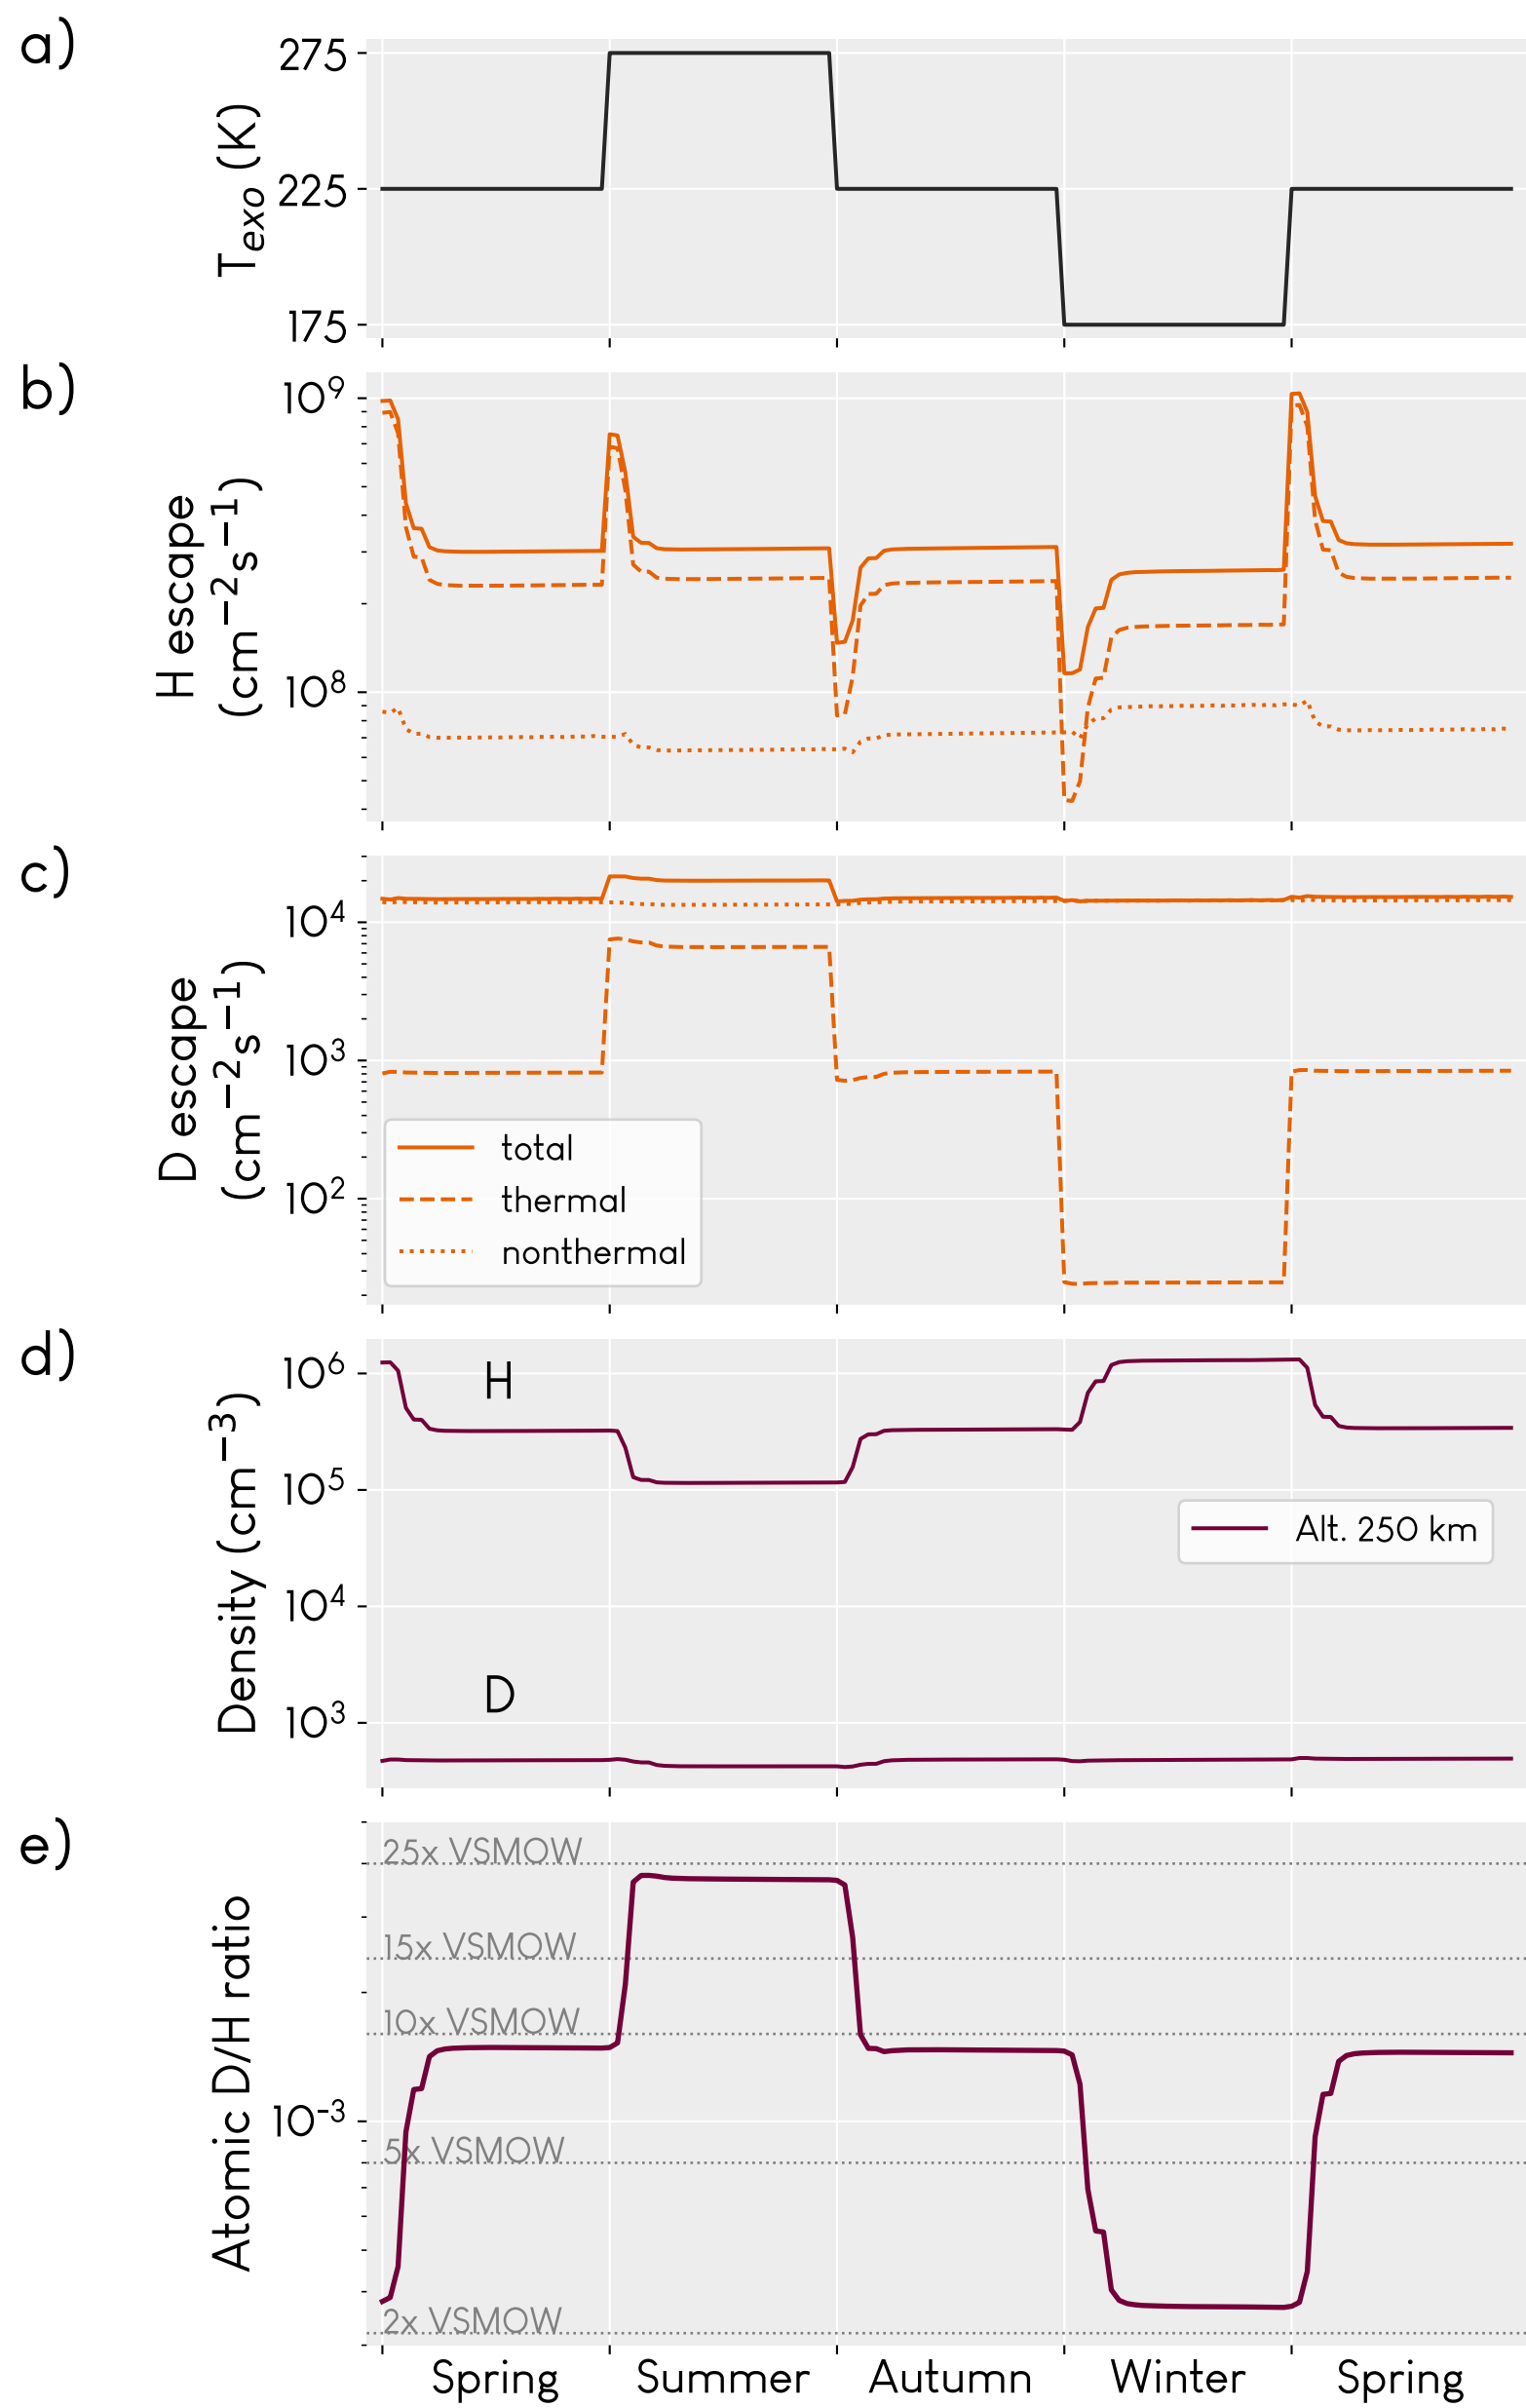 a)
T_exo (K)
275
225
175
b)
H escape
(cm⁻²s⁻¹)
10⁹
10⁸
c)
D escape
(cm⁻²s⁻¹)
10⁴
10³
10²
total
thermal
nonthermal
d)
Density (cm⁻³)
10⁶
10⁵
10⁴
10³
H
D
Alt. 250 km
e)
Atomic D/H ratio
10⁻³
25x VSMOW
15x VSMOW
10x VSMOW
5x VSMOW
2x VSMOW
Spring Summer Autumn Winter Spring